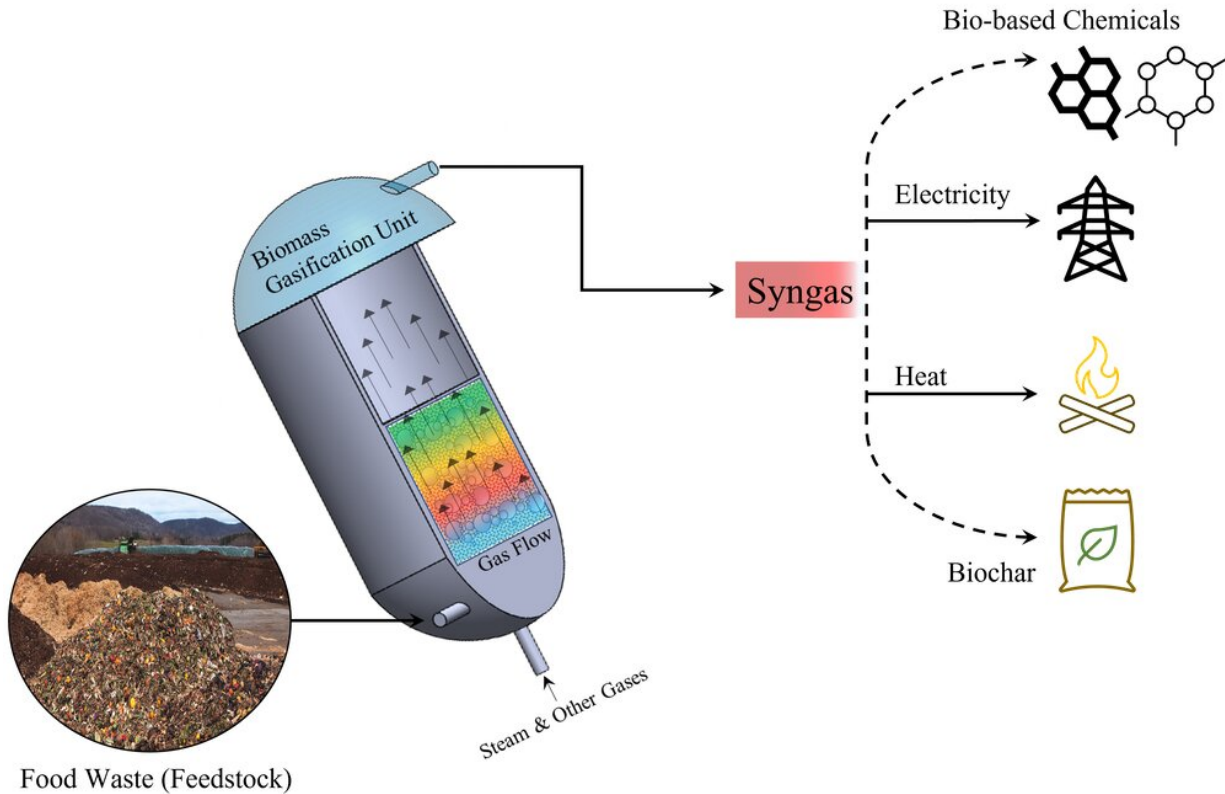 Bio-based Chemicals
Electricity
Biomass
Gasification Unit
Syngas
Heat
Gas Flow
Biochar
Steam & Other Gases
Food Waste (Feedstock)